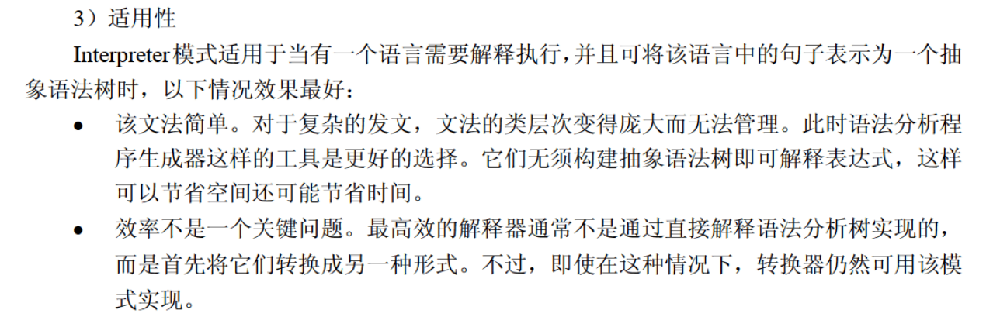 3）适用性
Interpreter模式适用于当有一个语言需要解释执行，并且可将该语言中的句子表示为一个抽
象语法树时，以下情况效果最好：
● 该文法简单。对于复杂的发文，文法的类层次变得庞大而无法管理。此时语法分析程
序生成器这样的工具是更好的选择。它们无须构建抽象语法树即可解释表达式，这样
可以节省空间还可能节省时间。
● 效率不是一个关键问题。最高效的解释器通常不是通过直接解释语法分析树实现的，
而是首先将它们转换成另一种形式。不过，即使在这种情况下，转换器仍然可用该模
式实现。